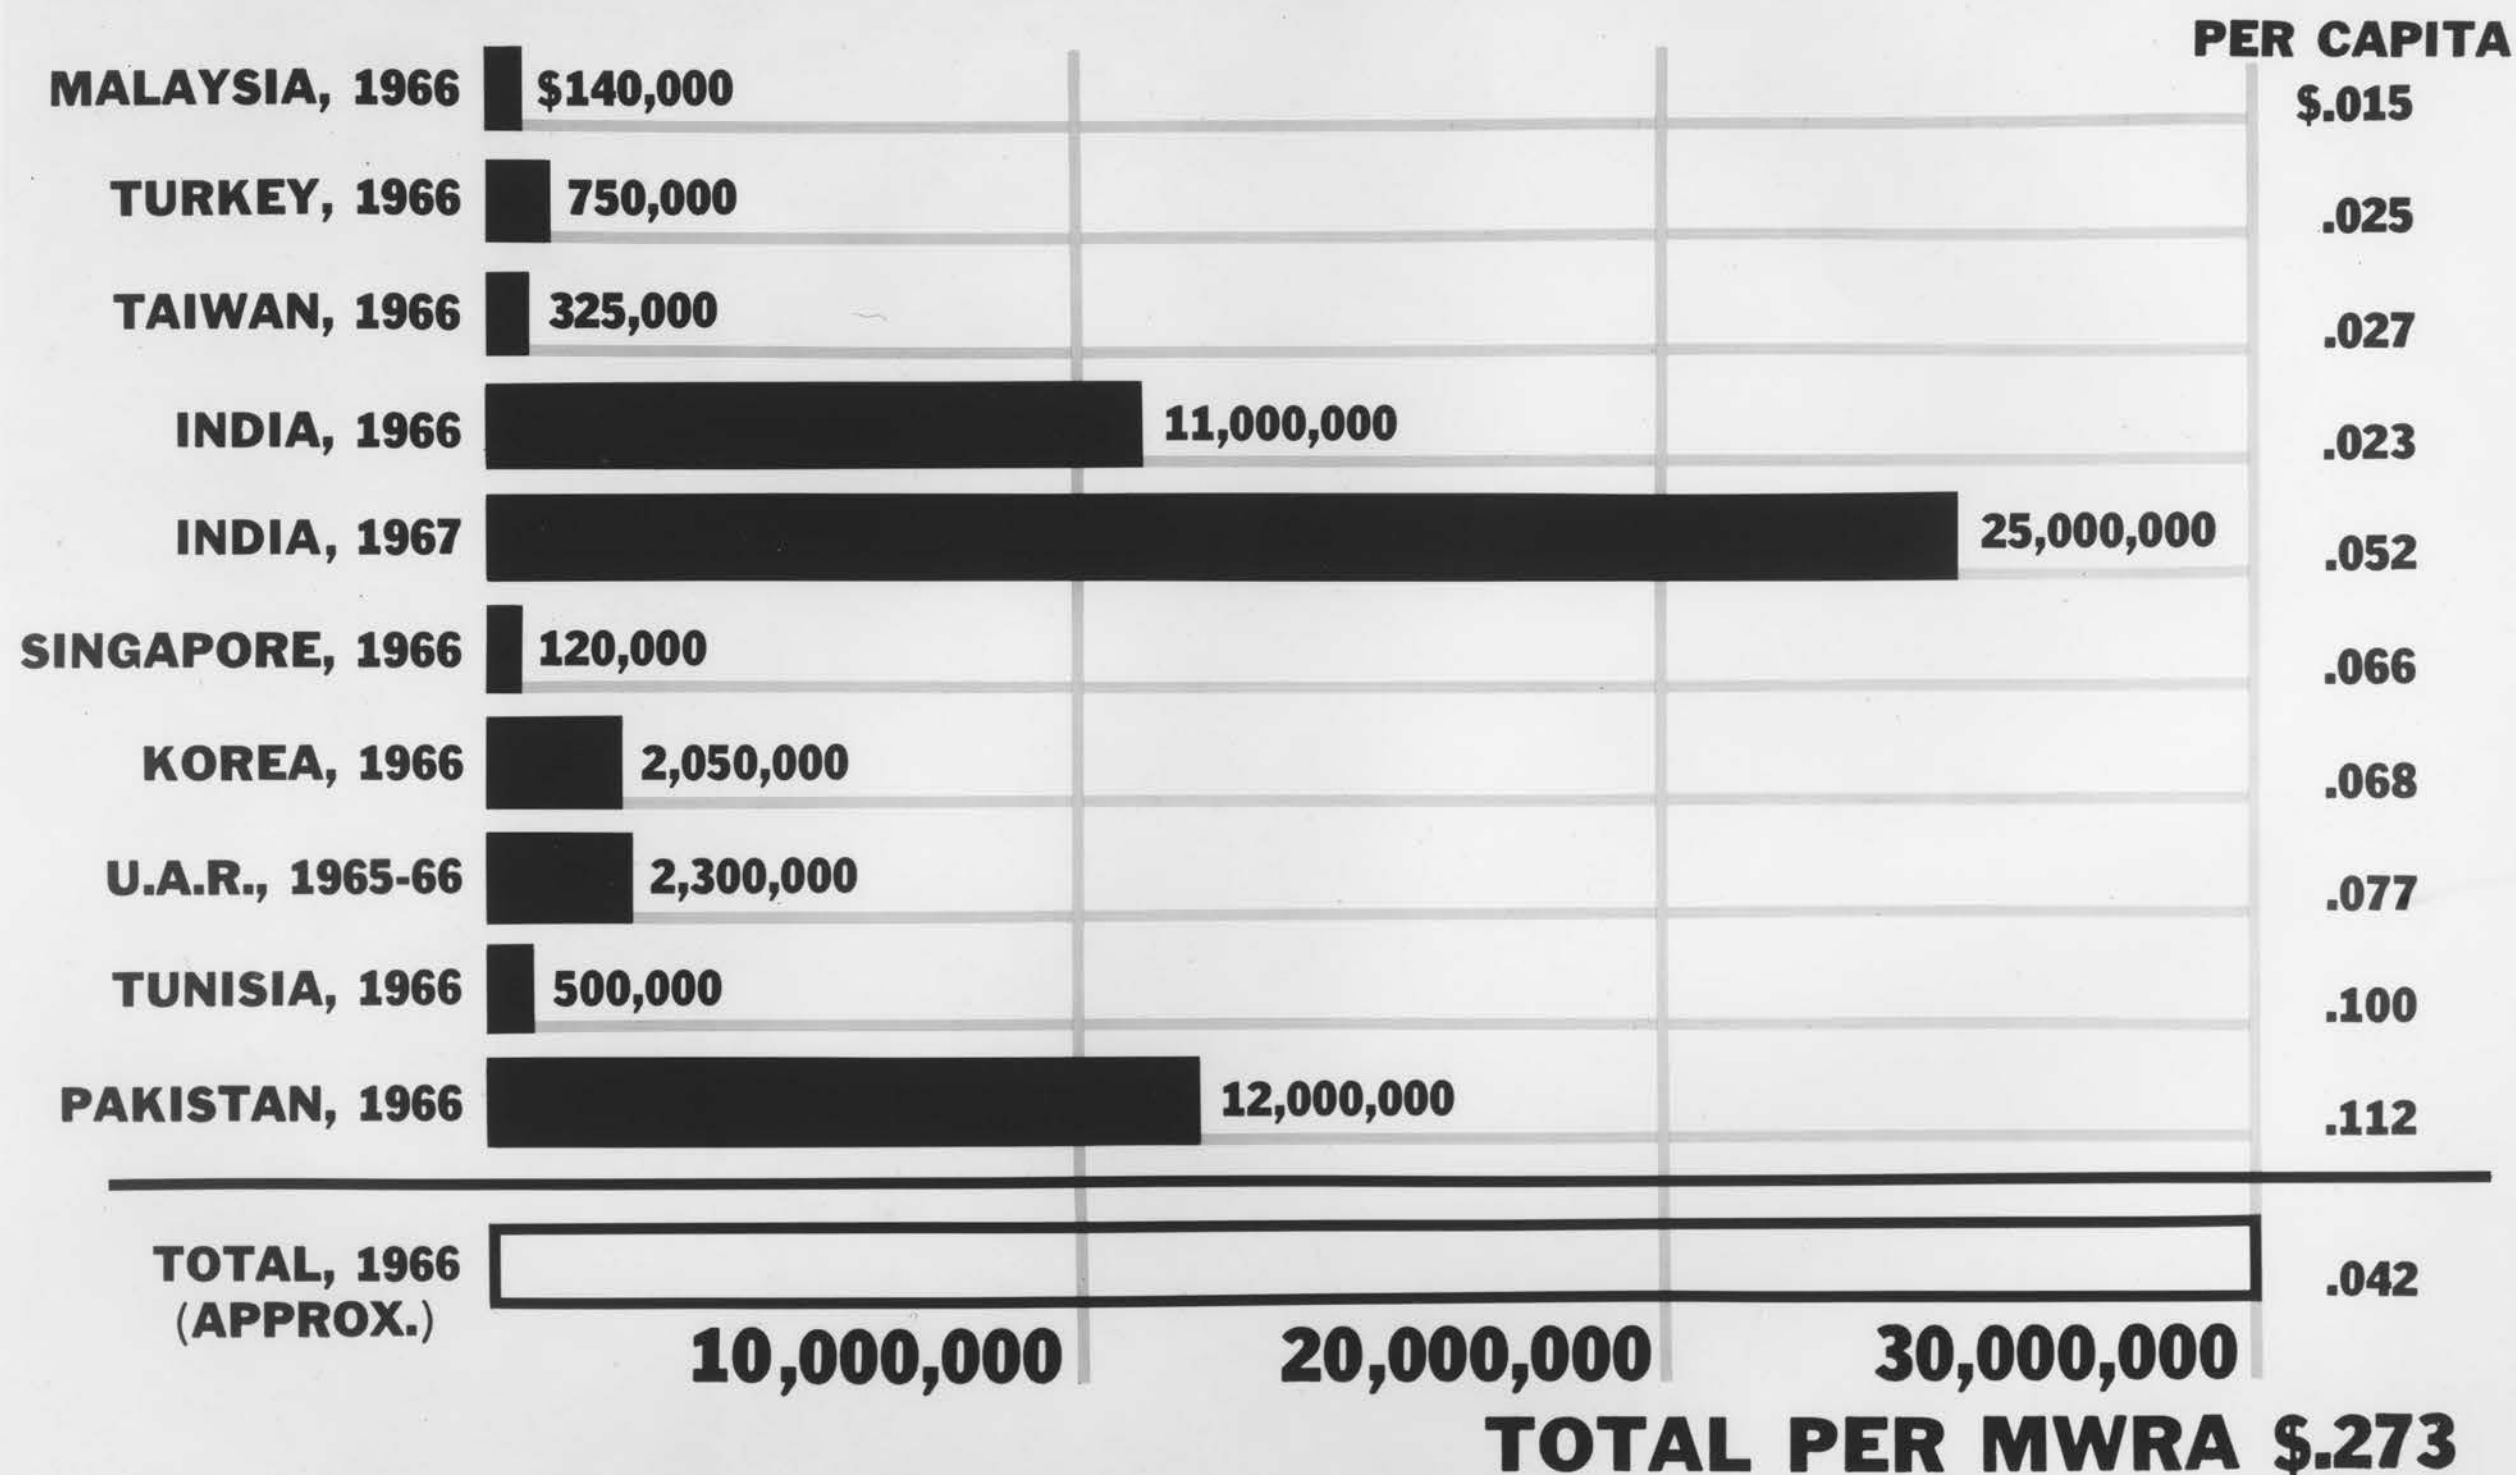 PER CAPITA
MALAYSIA, 1966 $140,000 $.015
TURKEY, 1966 750,000 .025
TAIWAN, 1966 325,000 .027
INDIA, 1966 11,000,000 .023
INDIA, 1967 25,000,000 .052
SINGAPORE, 1966 120,000 .066
KOREA, 1966 2,050,000 .068
U.A.R., 1965-66 2,300,000 .077
TUNISIA, 1966 500,000 .100
PAKISTAN, 1966 12,000,000 .112
TOTAL, 1966 .042
(APPROX.)
10,000,000 20,000,000 30,000,000
TOTAL PER MWRA $.273